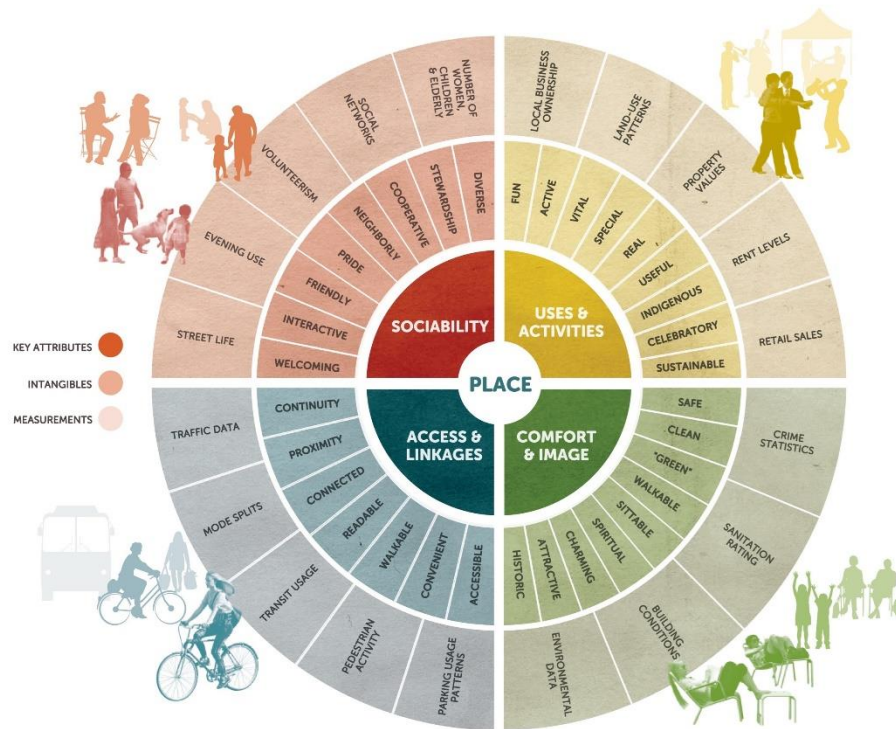 NUMBER OF
WOMEN,
CHILDREN
& ELDERLY
SOCIAL
NETWORKS
VOLUNTEERISM
EVENING USE
STREET LIFE
LOCAL BUSINESS
OWNERSHIP
LAND-USE
PATTERNS
PROPERTY
VALUES
RENT LEVELS
RETAIL SALES
DIVERSE
STEWARDSHIP
COOPERATIVE
NEIGHBORLY
PRIDE
FRIENDLY
INTERACTIVE
WELCOMING
FUN
ACTIVE
VITAL
SPECIAL
REAL
USEFUL
INDIGENOUS
CELEBRATORY
SUSTAINABLE
SOCIABILITY
USES &
ACTIVITIES
KEY ATTRIBUTES
INTANGIBLES
MEASUREMENTS
PLACE
ACCESS &
LINKAGES
COMFORT
& IMAGE
CONTINUITY
PROXIMITY
CONNECTED
READABLE
WALKABLE
CONVENIENT
ACCESSIBLE
SAFE
CLEAN
"GREEN"
WALKABLE
SITTABLE
SPIRITUAL
CHARMING
ATTRACTIVE
HISTORIC
TRAFFIC DATA
MODE SPLITS
TRANSIT USAGE
PEDESTRIAN
ACTIVITY
PARKING USAGE
PATTERNS
CRIME
STATISTICS
SANITATION
RATING
BUILDING
CONDITIONS
ENVIRONMENTAL
DATA